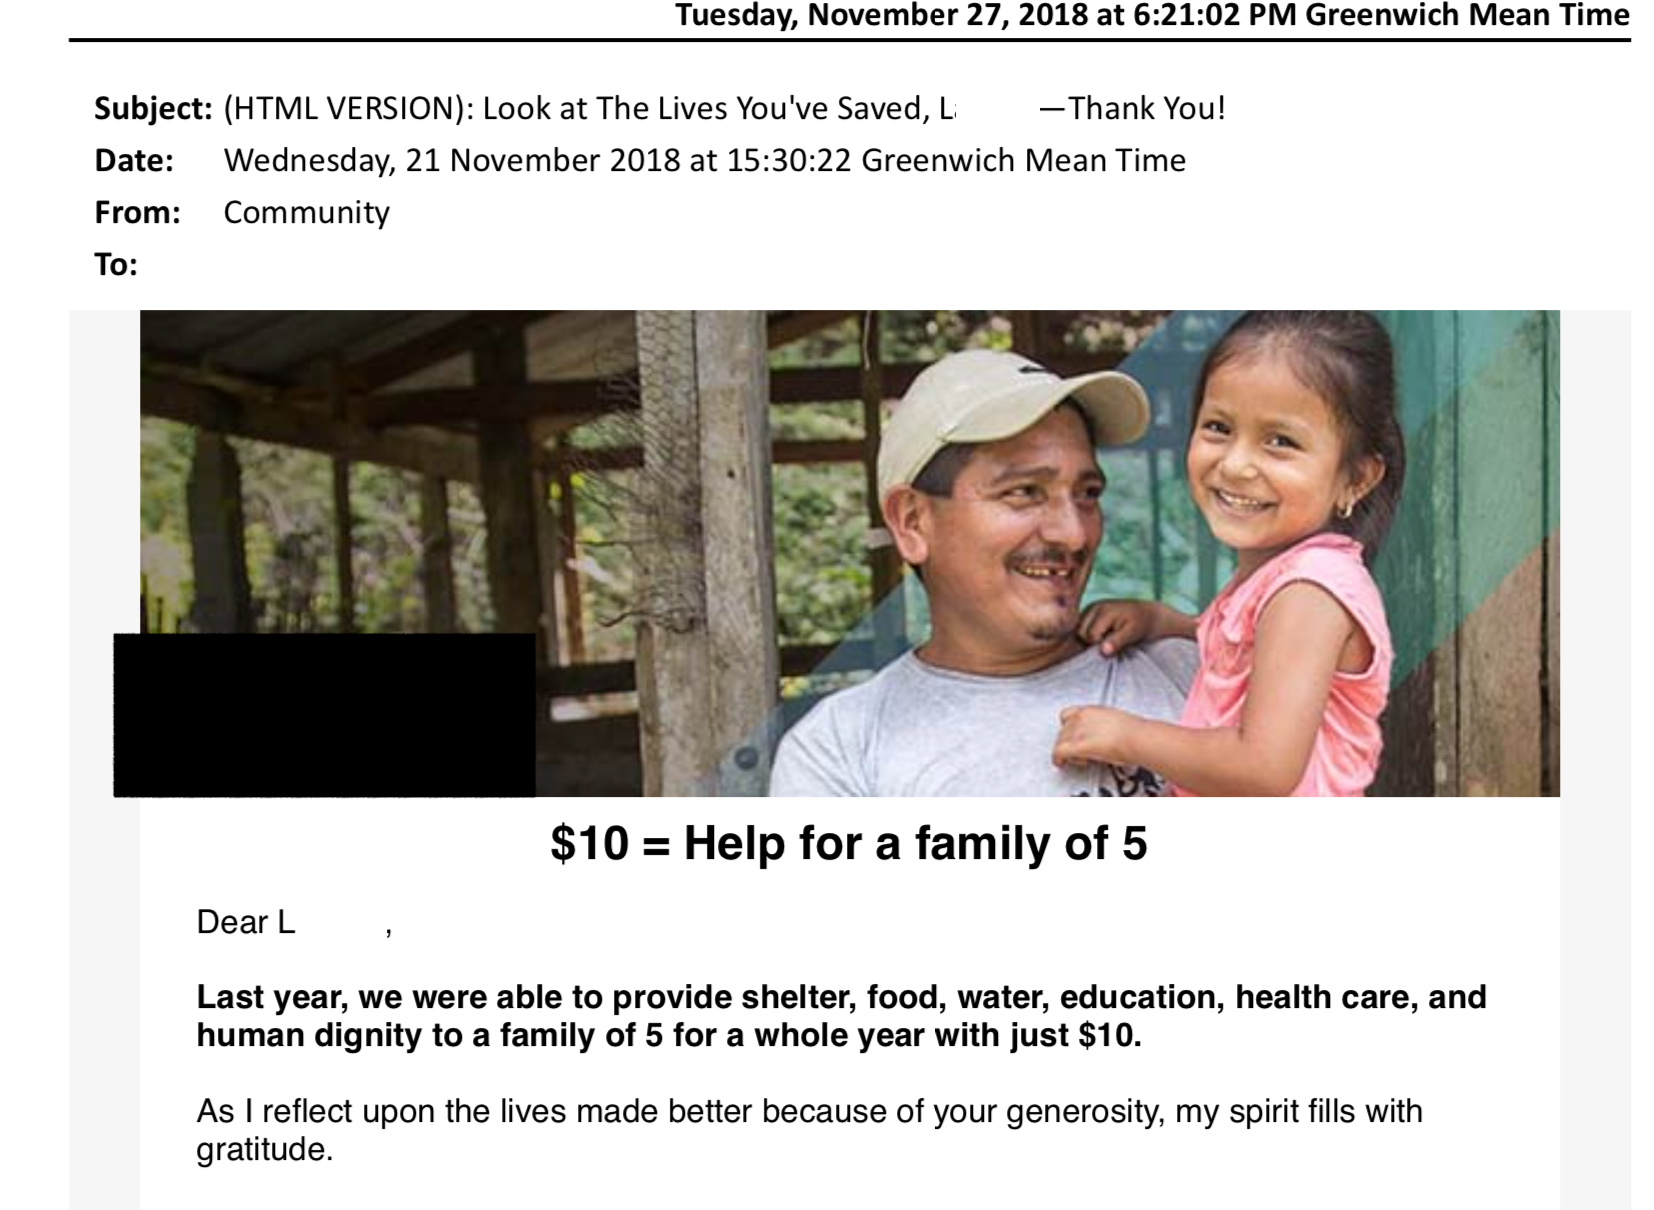 Tuesday, November 27, 2018 at 6:21:02 PM Greenwich Mean Time
Subject: (HTML VERSION): Look at The Lives You've Saved, L —Thank You!
Date: Wednesday, 21 November 2018 at 15:30:22 Greenwich Mean Time
From: Community
To:
$10 = Help for a family of 5
Dear L ,
Last year, we were able to provide shelter, food, water, education, health care, and
human dignity to a family of 5 for a whole year with just $10.
As I reflect upon the lives made better because of your generosity, my spirit fills with
gratitude.